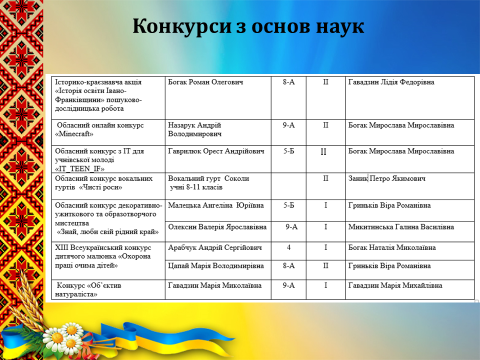 Конкурси з основ наук
Історико-краєзнавча акція «Історія освіти Івано-Франківщини» пошуково-дослідницька робота
Богак Роман Олегович
8-А
ІІ
Гавадзин Лідія Федорівна
Обласний онлайн конкурс «Minecraft»
Назарук Андрій Володимирович
9-А
ІІ
Богак Мирослава Мирославівна
Обласний конкурс з ІТ для учнівської молоді «IT_TEEN_IF»
Гаврилюк Орест Андрійович
5-Б
ІІ
Богак Мирослава Мирославівна
Обласний конкурс вокальних гуртів «Чисті роси»
Вокальний гурт Соколи учні 8-11 класів
ІІ
Заник Петро Якимович
Обласний конкурс декоративно-ужиткового та образотворчого мистецтва «Знай, люби свій рідний край»
Малецька Ангеліна Юріївна
5-Б
І
Гриньків Віра Романівна
Олексин Валерія Ярославівна
9-А
І
Микитинська Галина Василівна
ХІІІ Всеукраїнський конкурс дитячого малюнка «Охорона праці очима дітей»
Арабчук Андрій Сергійович
4
І
Богак Наталія Миколаївна
Цапай Марія Володимирівна
8-А
ІІ
Гриньків Віра Романівна
Конкурс «Об’єктив натураліста»
Гавадзин Марія Миколаївна
9-А
І
Гавадзин Марія Михайлівна